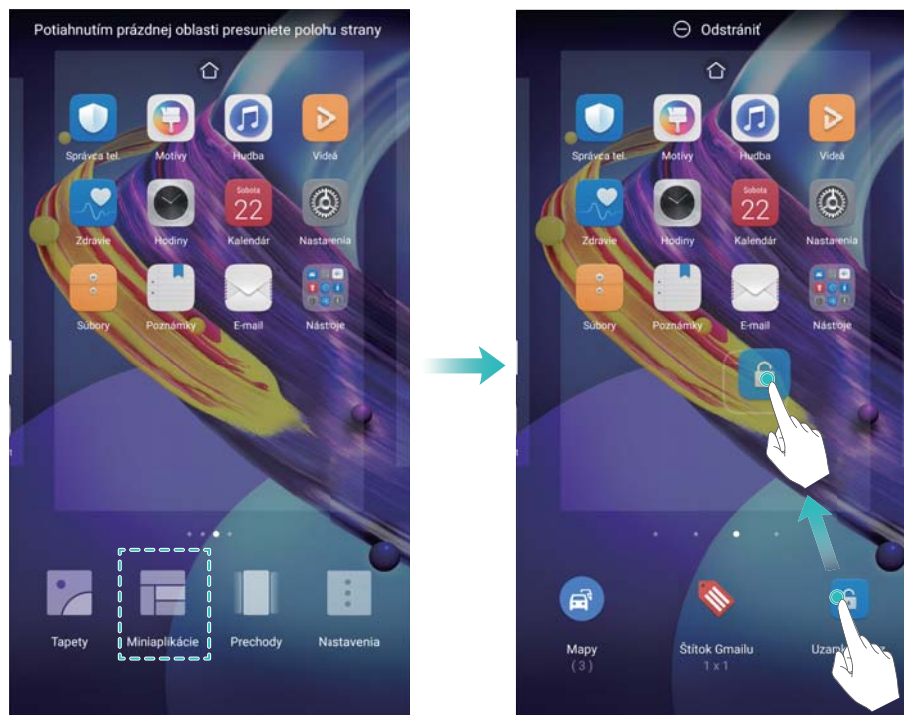 Potiahnutím prázdnej oblasti presuniete polohu strany
Správca tel.
Motívy
Hudba
Videá
Zdravie
Hodiny
Sobota
22
Kalendár
Nastavenia
Súbory
Poznámky
E-mail
Nástroje
Tapety
Miniaplikácie
Prechody
Nastavenia
Odstrániť
Správca tel.
Motívy
Hudba
Videá
Zdravie
Hodiny
Sobota
22
Kalendár
Nastavenia
Súbory
Poznámky
E-mail
Nástroje
Mapy
(3)
Štítok Gmailu
1 x 1